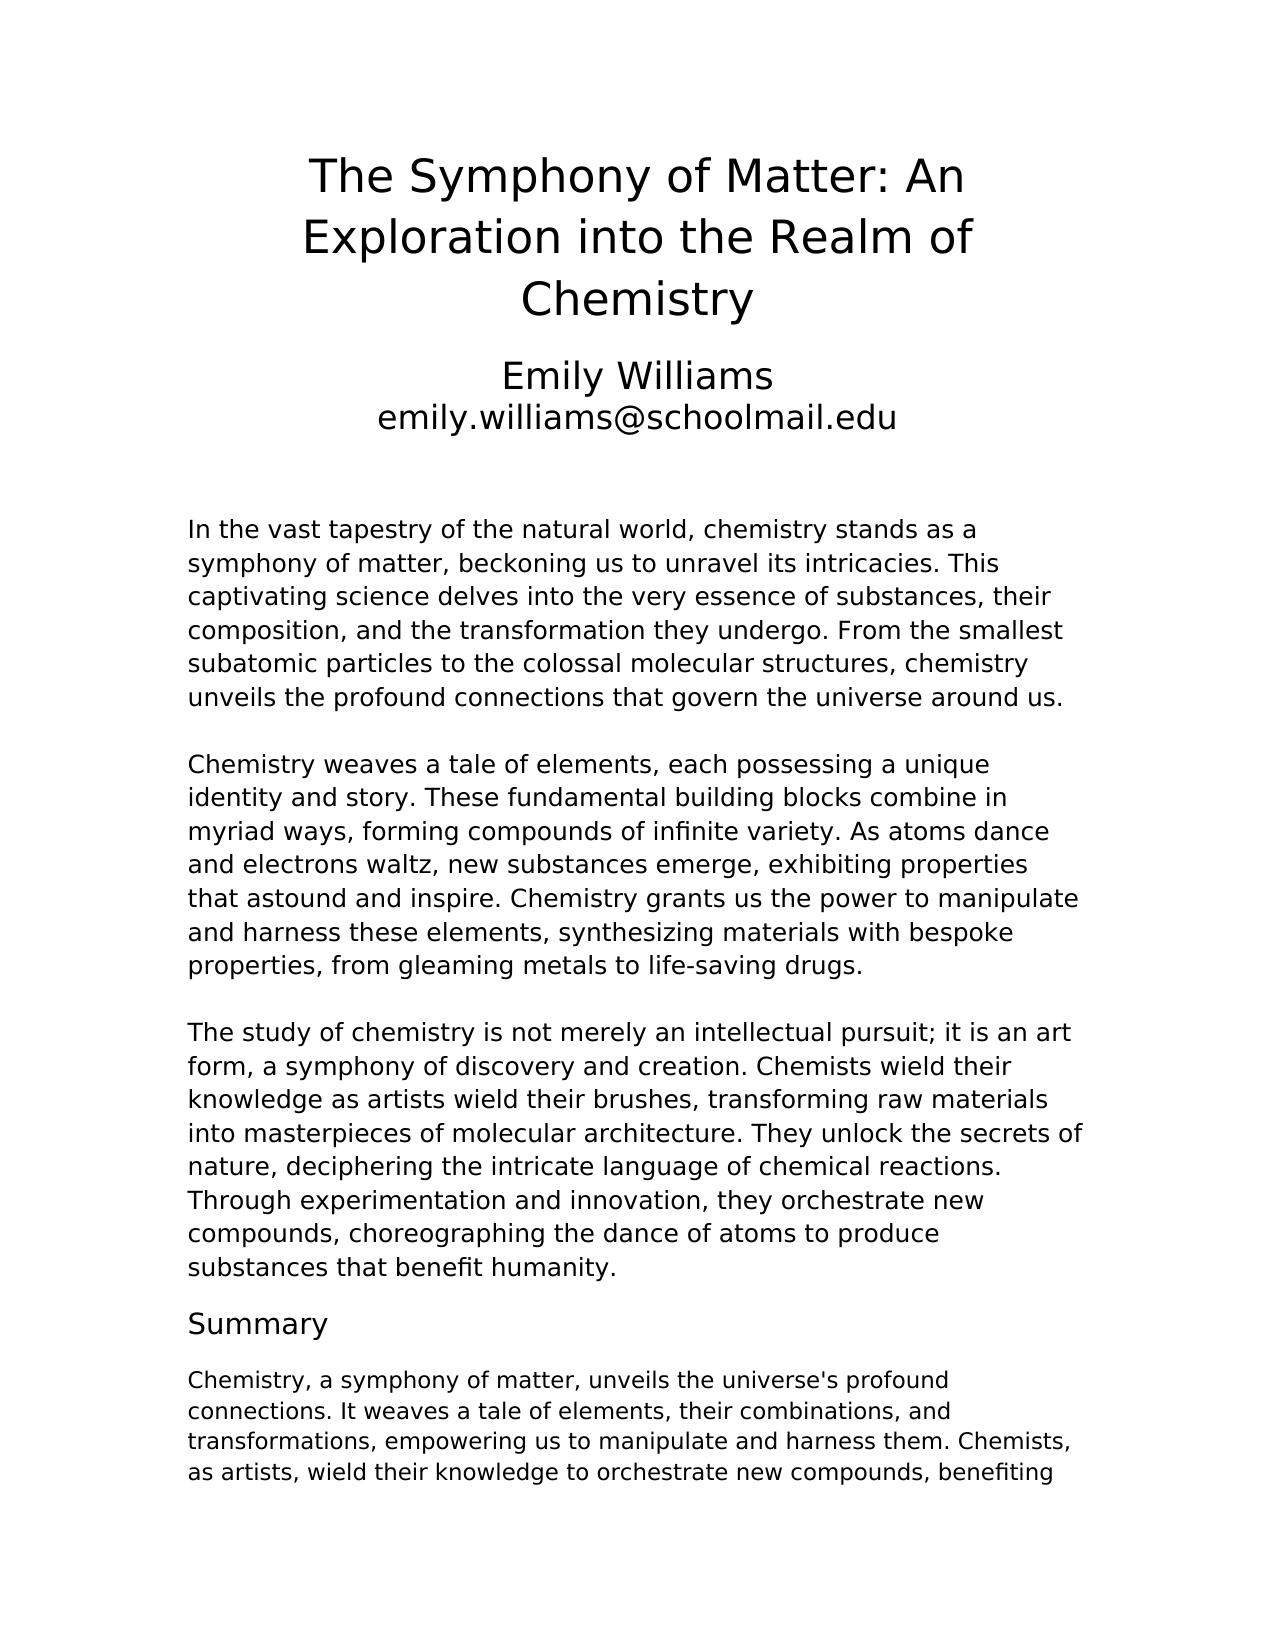 The Symphony of Matter: An
Exploration into the Realm of
Chemistry
Emily Williams
emily.williams@schoolmail.edu
In the vast tapestry of the natural world, chemistry stands as a
symphony of matter, beckoning us to unravel its intricacies. This
captivating science delves into the very essence of substances, their
composition, and the transformation they undergo. From the smallest
subatomic particles to the colossal molecular structures, chemistry
unveils the profound connections that govern the universe around us.
Chemistry weaves a tale of elements, each possessing a unique
identity and story. These fundamental building blocks combine in
myriad ways, forming compounds of infinite variety. As atoms dance
and electrons waltz, new substances emerge, exhibiting properties
that astound and inspire. Chemistry grants us the power to manipulate
and harness these elements, synthesizing materials with bespoke
properties, from gleaming metals to life-saving drugs.
The study of chemistry is not merely an intellectual pursuit; it is an art
form, a symphony of discovery and creation. Chemists wield their
knowledge as artists wield their brushes, transforming raw materials
into masterpieces of molecular architecture. They unlock the secrets of
nature, deciphering the intricate language of chemical reactions.
Through experimentation and innovation, they orchestrate new
compounds, choreographing the dance of atoms to produce
substances that benefit humanity.
Summary
Chemistry, a symphony of matter, unveils the universe's profound
connections. It weaves a tale of elements, their combinations, and
transformations, empowering us to manipulate and harness them. Chemists,
as artists, wield their knowledge to orchestrate new compounds, benefiting